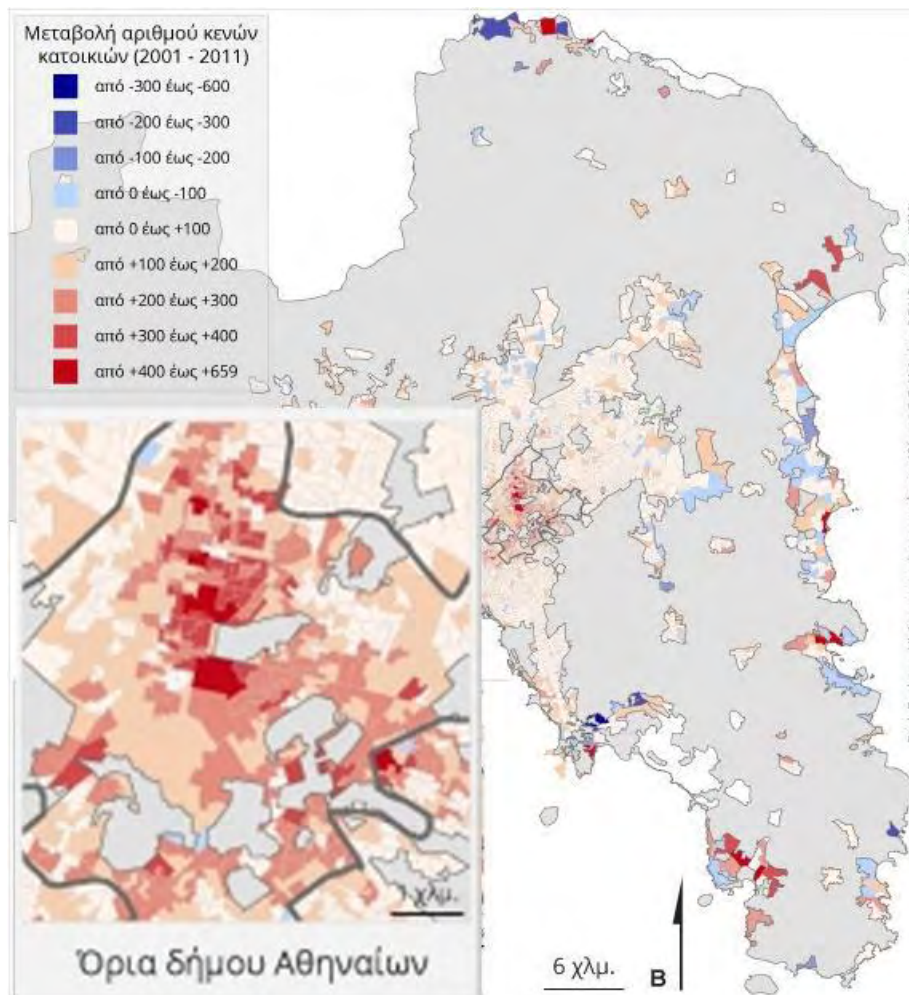 Μεταβολή αριθμού κενών
κατοικιών (2001 - 2011)
από -300 έως -600
από -200 έως -300
από -100 έως -200
από 0 έως -100
από 0 έως +100
από +100 έως +200
από +200 έως +300
από +300 έως +400
από +400 έως +659
1 χλμ.
Όρια δήμου Αθηναίων
6 χλμ.
Β